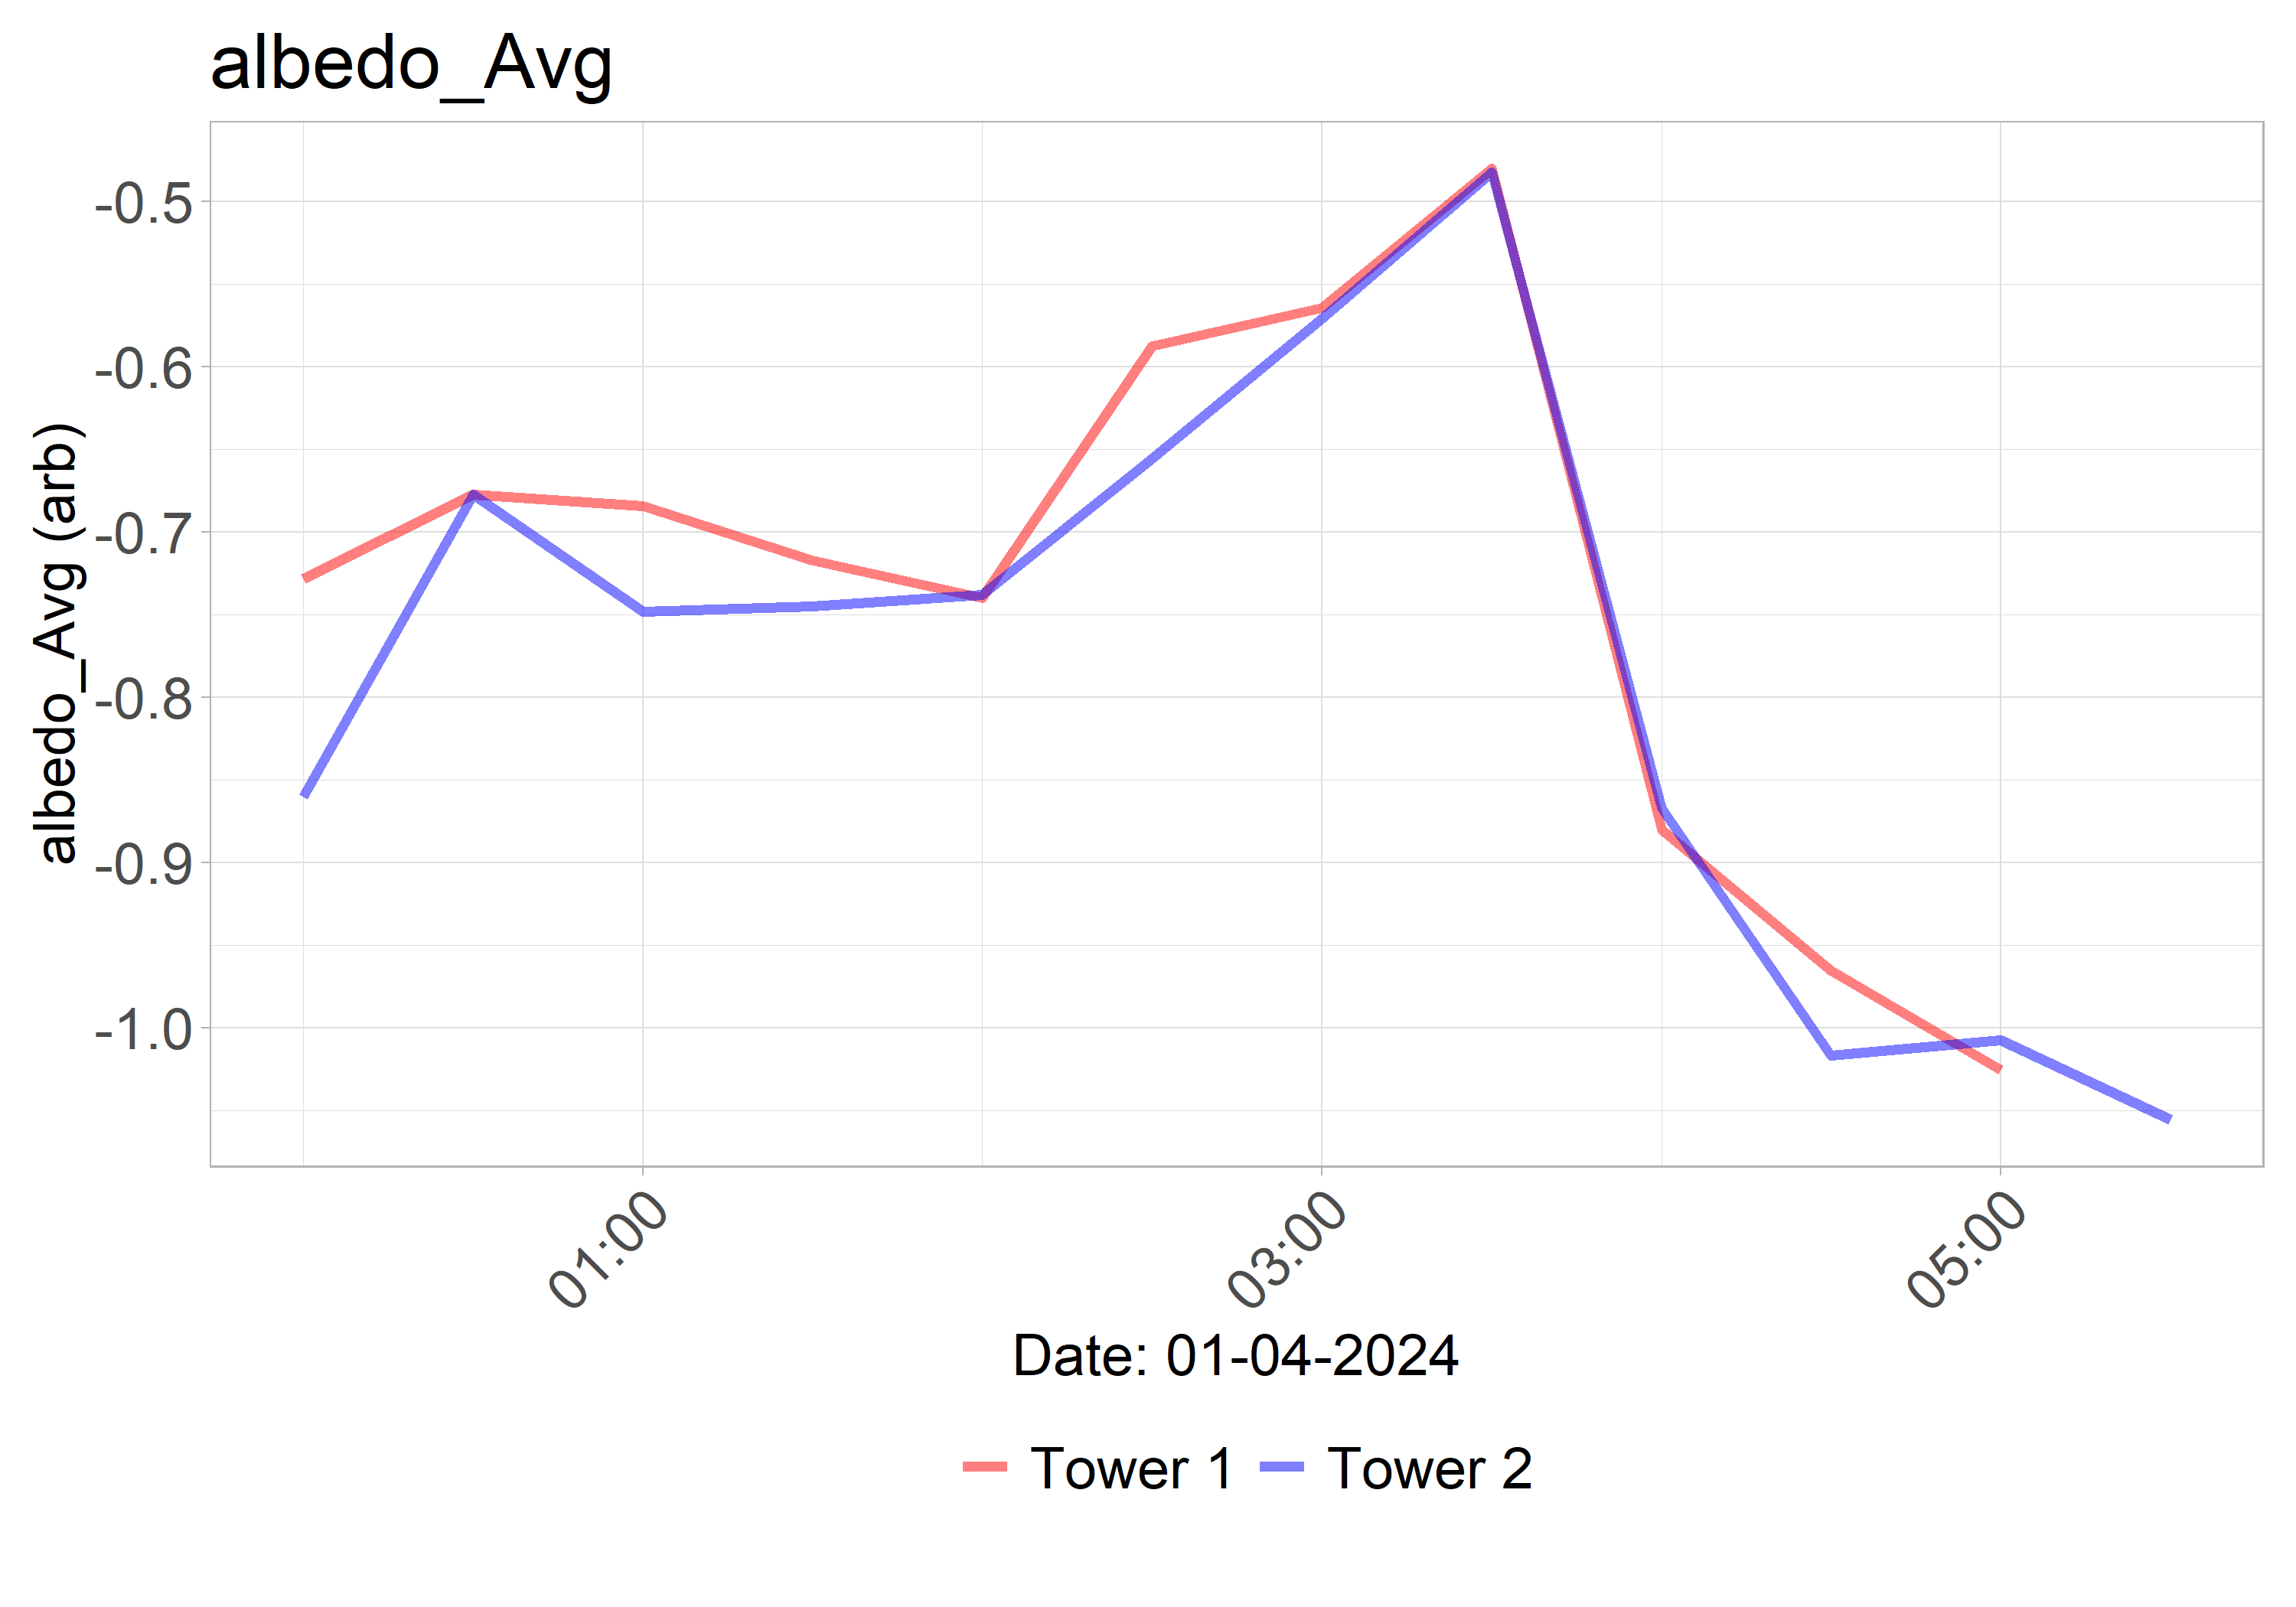 albedo_Avg
albedo_Avg (arb)
-0.5
-0.6
-0.7
-0.8
-0.9
-1.0
01:00
03:00
05:00
Date: 01-04-2024
Tower 1
Tower 2